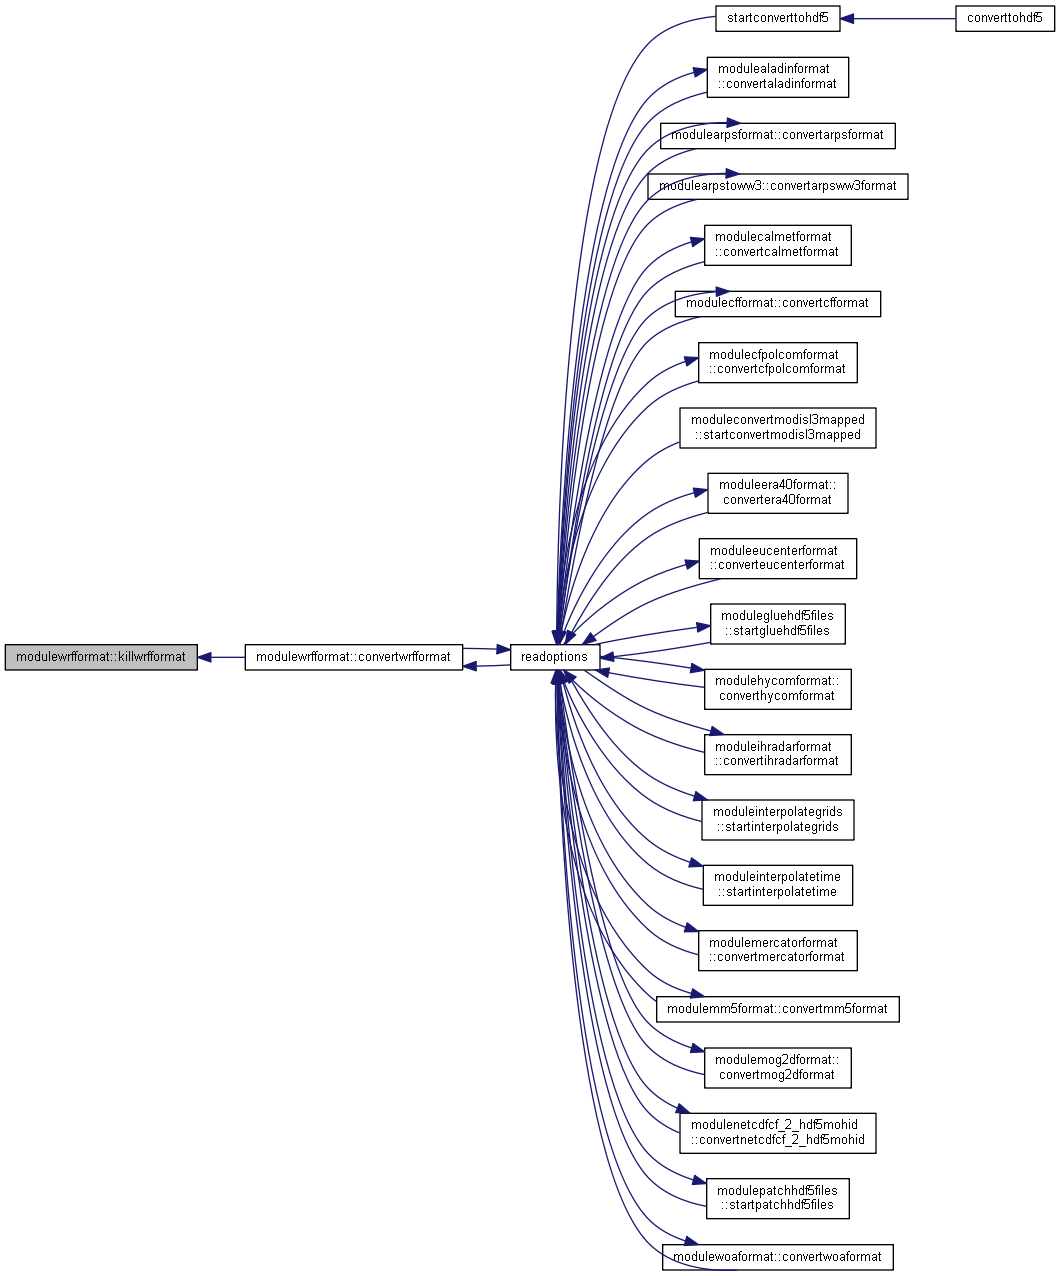 startconverttohdf5
converttohdf5
modulealadinformat
::convertaladinformat
modulearpsformat::convertarpsformat
modulearpstoww3::convertarpsww3format
modulecalmetformat
::convertcalmetformat
modulecfformat::convertcfformat
modulecfpolcomformat
::convertcfpolcomformat
moduleconvertmodisl3mapped
::startconvertmodisl3mapped
moduleera40format::
convertera40format
moduleeucenterformat
::converteucenterformat
modulegluehdf5files
::startgluehdf5files
modulewrfformat::killwrfformat
modulewrfformat::convertwrfformat
readoptions
modulehycomformat::
converthycomformat
moduleihradarformat
::convertihradarformat
moduleinterpolategrids
::startinterpolategrids
moduleinterpolatetime
::startinterpolatetime
modulemercatorformat
::convertmercatorformat
modulemm5format::convertmm5format
modulemog2dformat::
convertmog2dformat
modulenetcdfcf_2_hdf5mohid
::convertnetcdfcf_2_hdf5mohid
modulepatchhdf5files
::startpatchhdf5files
modulewoaformat::convertwoaformat